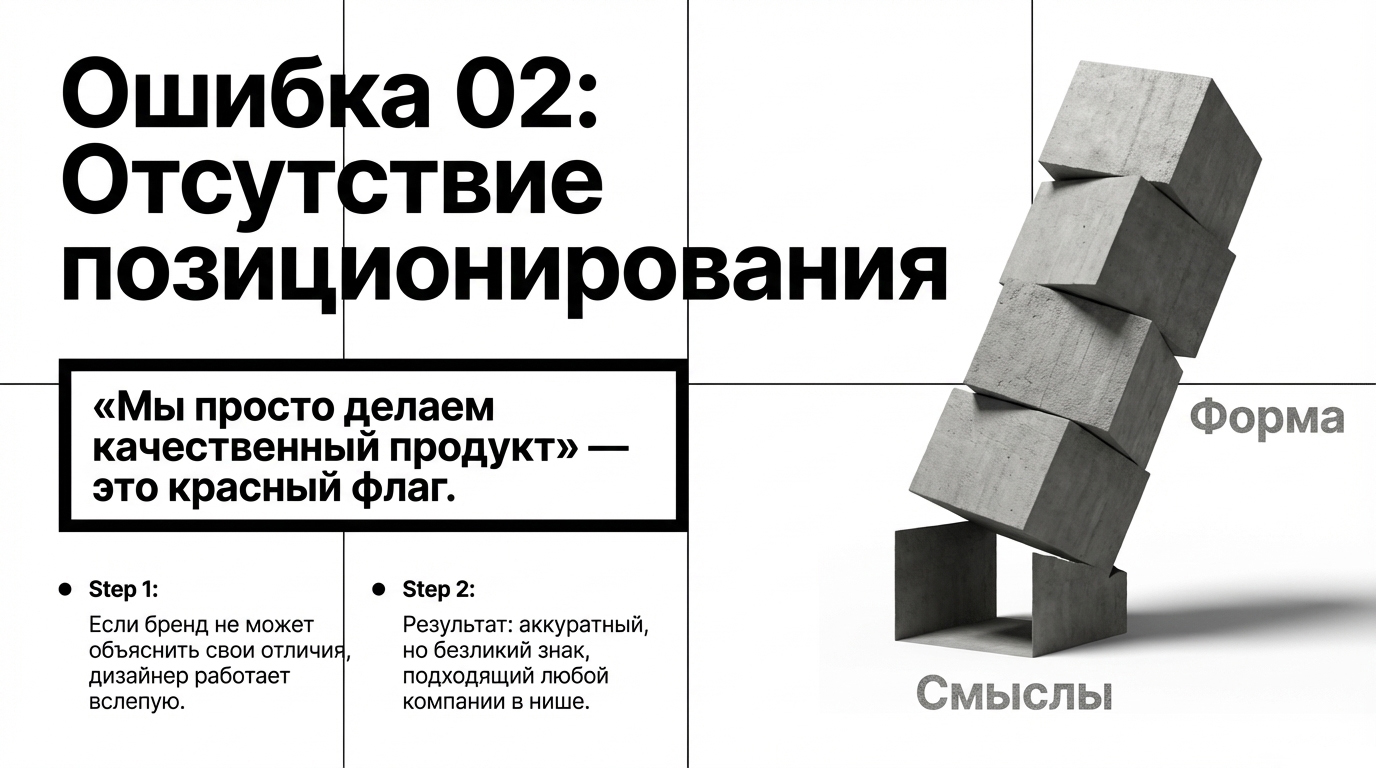 Ошибка 02:
Отсутствие
позиционирования
«Мы просто делаем
качественный продукт» —
это красный флаг.
Step 1:
Если бренд не может
объяснить свои отличия,
дизайнер работает
вслепую.
Step 2:
Результат: аккуратный,
но безликий знак,
подходящий любой
компании в нише.
Форма
Смыслы